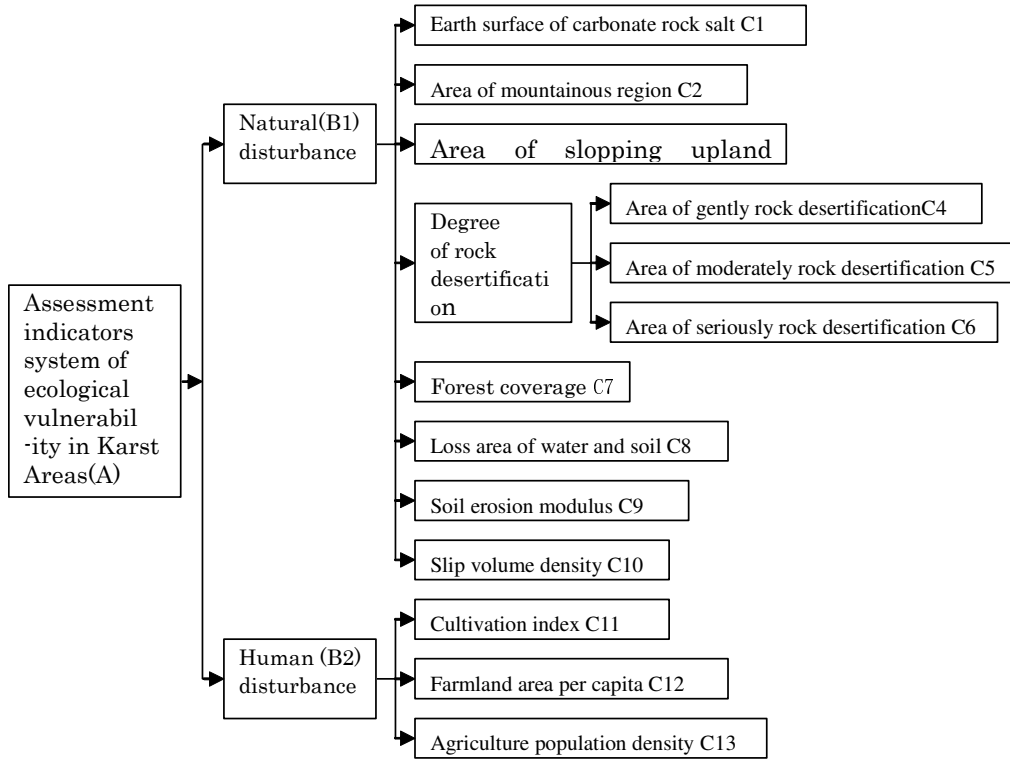 Assessment
indicators
system of
ecological
vulnerabil
-ity in Karst
Areas(A)
Natural(B1)
disturbance
Earth surface of carbonate rock salt C1
Area of mountainous region C2
Area of slopping upland
Degree
of rock
desertificati
on
Area of gently rock desertificationC4
Area of moderately rock desertification C5
Area of seriously rock desertification C6
Forest coverage C7
Loss area of water and soil C8
Soil erosion modulus C9
Slip volume density C10
Human (B2)
disturbance
Cultivation index C11
Farmland area per capita C12
Agriculture population density C13